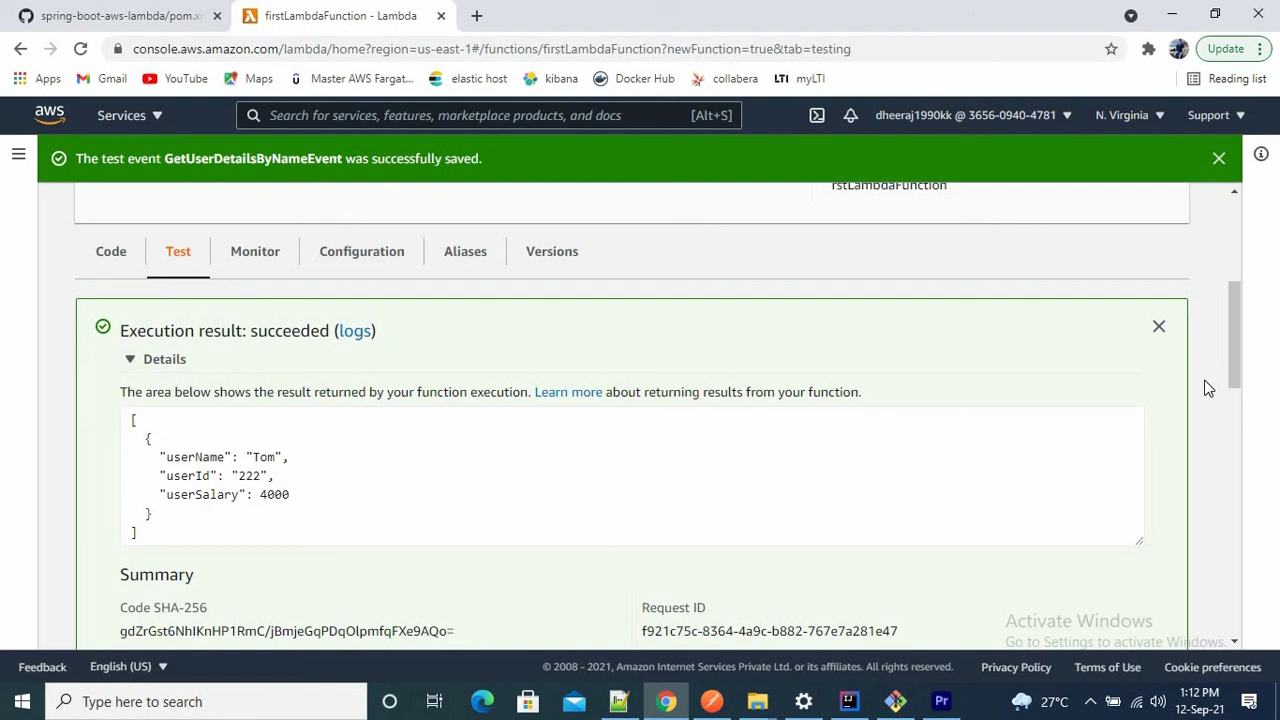 spring-boot-aws-lambda/pom.x
firstLambdaFunction - Lambda
console.aws.amazon.com/lambda/home?region=us-east-1#/functions/firstLambdaFunction?newFunction=true&tab=testing
Update
Apps
Gmail
YouTube
Maps
Master AWS Fargat...
elastic host
kibana
Docker Hub
collabera
LTI myLTI
Reading list
aws
Services
Search for services, features, marketplace products, and docs
[Alt+S]
dheeraj1990kk @ 3656-0940-4781
N. Virginia
Support
The test event GetUserDetailsByNameEvent was successfully saved.
rstLambdaFunction
Code
Test
Monitor
Configuration
Aliases
Versions
Execution result: succeeded (logs)
Details
The area below shows the result returned by your function execution. Learn more about returning results from your function.
[
{
"userName": "Tom",
"userId": "222",
"userSalary": 4000
}
]
Summary
Code SHA-256
Request ID
gdZrGst6NhIKnHP1RmC/jBmjeGqPDqOlpmfqFXe9AQo=
f921c75c-8364-4a9c-b882-767e7a281e47
Activate Windows
Go to Settings to activate Windows.
Feedback
English (US)
© 2008 - 2021, Amazon Internet Services Private Ltd. or its affiliates. All rights reserved.
Privacy Policy
Terms of Use
Cookie preferences
Type here to search
Pr
27°C
1:12 PM
12-Sep-21